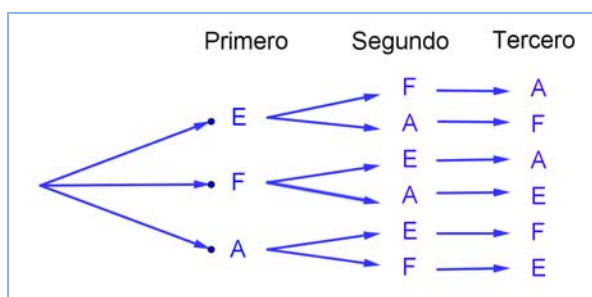 Primero Segundo Tercero
F A
E
A F
E A
F
A E
E F
A
F E